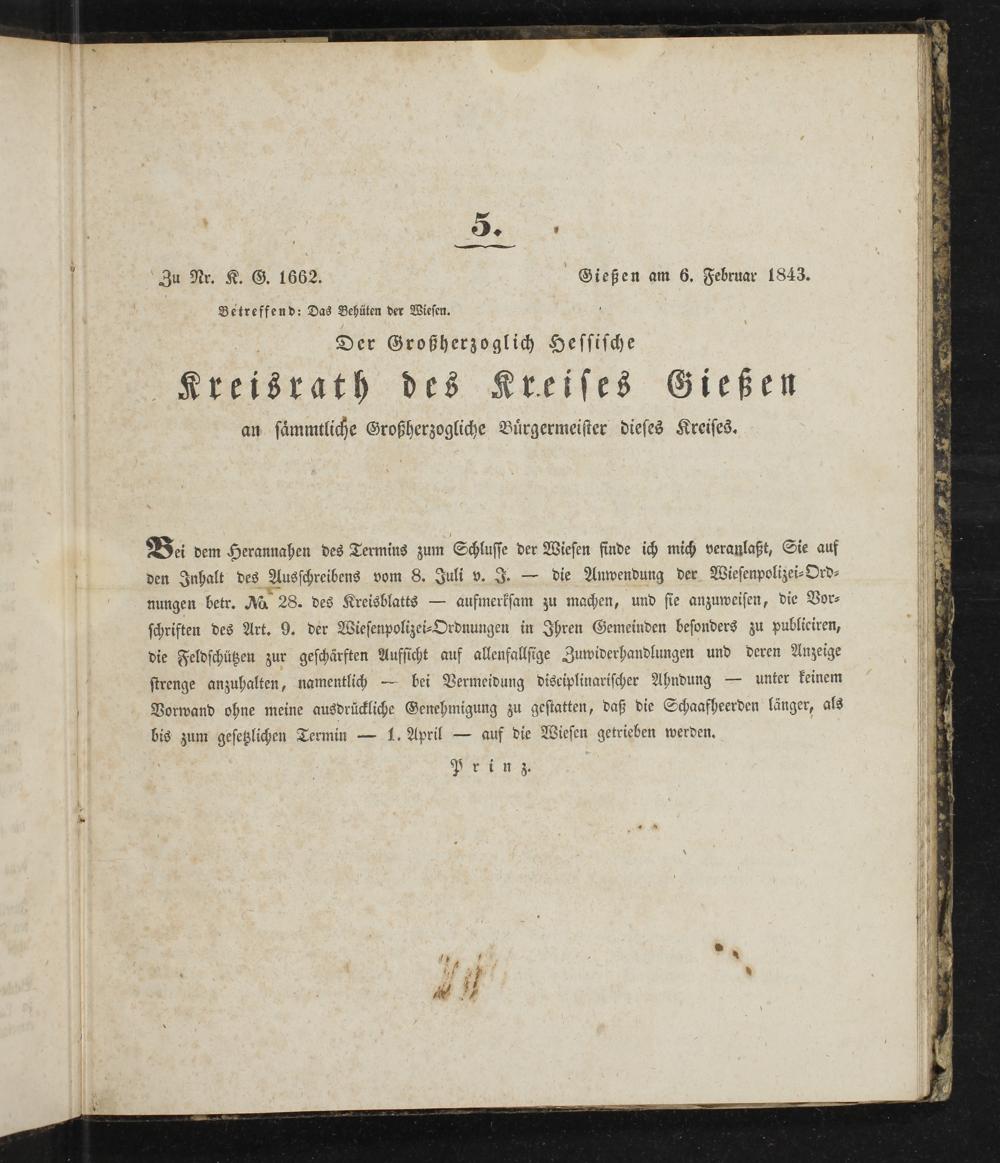 5.
Zu Nr. K. G. 1662.
Gießen am 6. Februar 1843.
Betreffend: Das Behüten der Wiesen.
Der Großherzoglich Hessische
Kreisrath des Kreises Gießen
an sämmtliche Großherzogliche Bürgermeister dieses Kreises.
Bei dem Herannahen des Termins zum Schlusse der Wiesen finde ich mich veranlaßt, Sie auf
den Inhalt des Ausschreibens vom 8. Juli v. J. — die Anwendung der Wiesenpolizei-Ord-
nungen betr. No. 28. des Kreisblatts — aufmerksam zu machen, und sie anzuweisen, die Vor-
schriften des Art. 9. der Wiesenpolizei-Ordnungen in Ihren Gemeinden besonders zu publiciren,
die Feldschützen zur geschärften Aufsicht auf allenfallsige Zuwiderhandlungen und deren Anzeige
strenge anzuhalten, namentlich — bei Vermeidung disciplinarischer Ahndung — unter keinem
Vorwand ohne meine ausdrückliche Genehmigung zu gestatten, daß die Schaafheerden länger, als
bis zum gesetzlichen Termin — 1. April — auf die Wiesen getrieben werden.
Prinz.